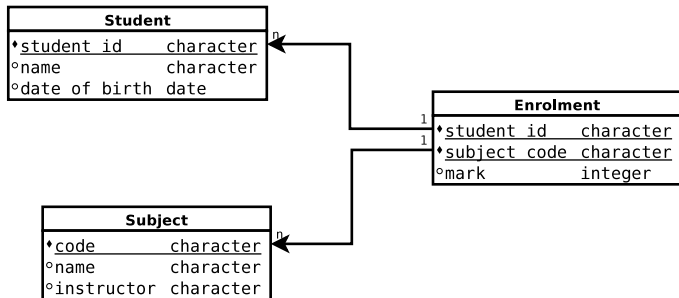 Student
student id character
name character
date of birth date
n
Enrolment
1
student id character
1
subject code character
mark integer
Subject
n
code character
name character
instructor character